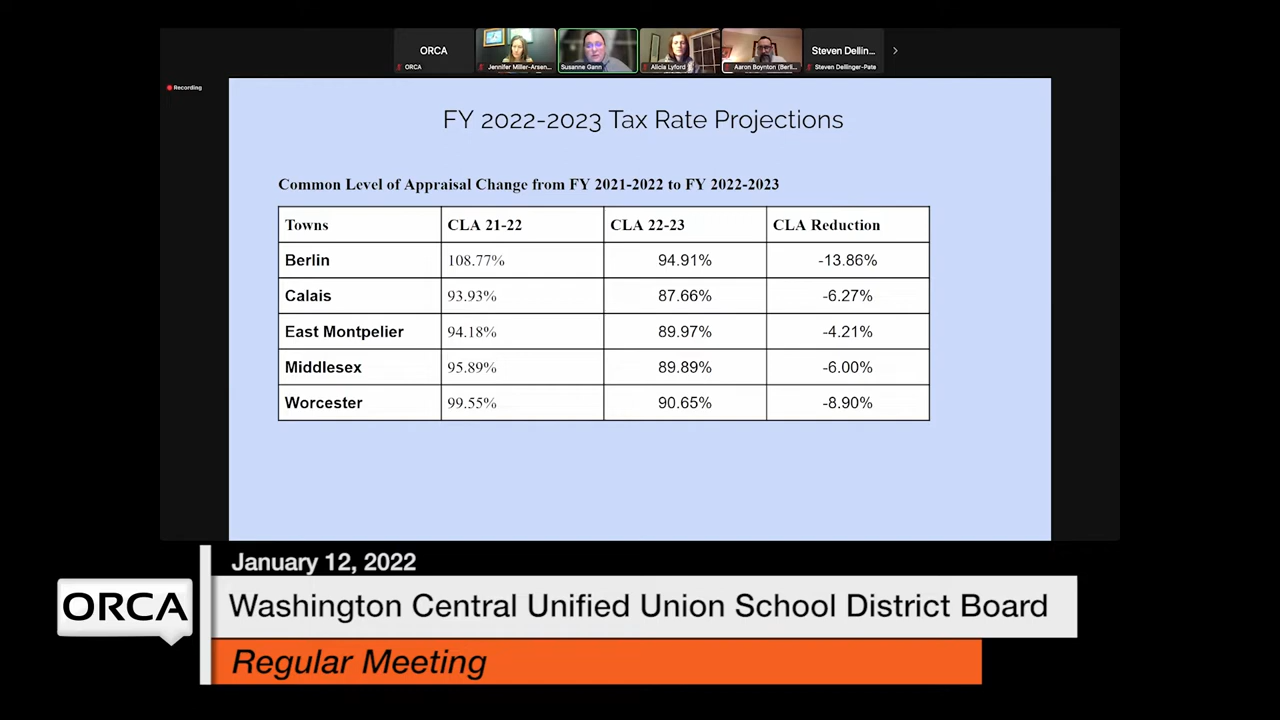 ORCA
Steven Dellin...
ORCA
Jennifer Miller-Arsen...
Susanne Gann
Alicia Lyford
Aaron Boynton (Berli...
Steven Dellinger-Pate
Recording
FY 2022-2023 Tax Rate Projections
Common Level of Appraisal Change from FY 2021-2022 to FY 2022-2023
Towns CLA 21-22 CLA 22-23 CLA Reduction
Berlin 108.77% 94.91% -13.86%
Calais 93.93% 87.66% -6.27%
East Montpelier 94.18% 89.97% -4.21%
Middlesex 95.89% 89.89% -6.00%
Worcester 99.55% 90.65% -8.90%
January 12, 2022
ORCA
Washington Central Unified Union School District Board
Regular Meeting